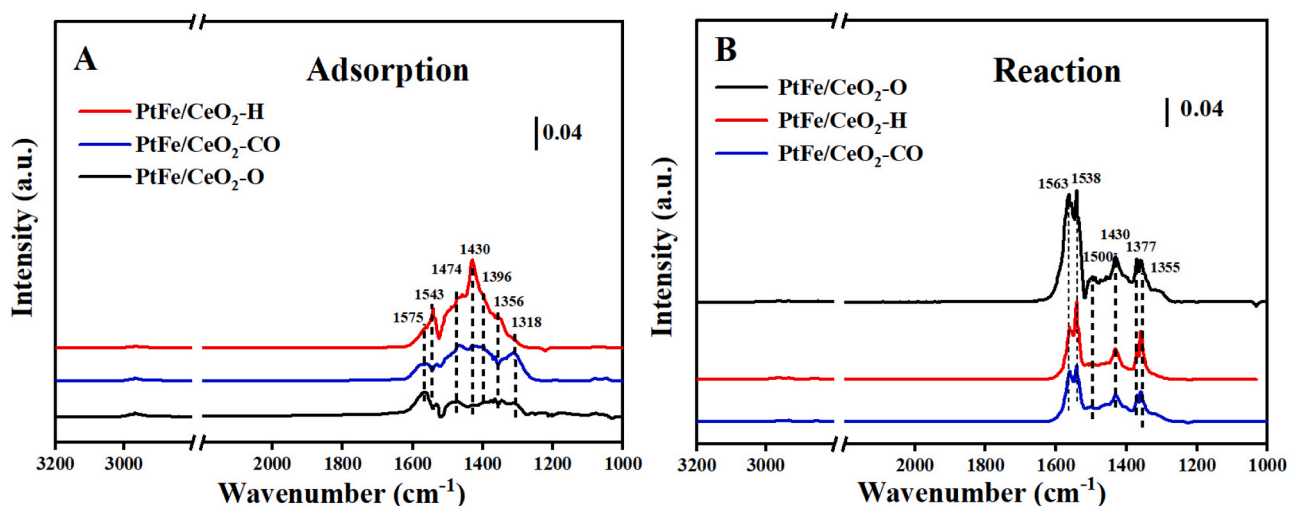 A
Adsorption
PtFe/CeO₂-H
PtFe/CeO₂-CO
PtFe/CeO₂-O
0.04
1430
1474
1396
1543
1356
1575
1318
Intensity (a.u.)
3200
3000
2000
1600
1400
1200
1000
Wavenumber (cm⁻¹)
B
Reaction
PtFe/CeO₂-O
PtFe/CeO₂-H
PtFe/CeO₂-CO
0.04
1563
1538
1430
1500
1377
1355
Intensity (a.u.)
3200
3000
2000
1600
1400
1200
1000
Wavenumber (cm⁻¹)